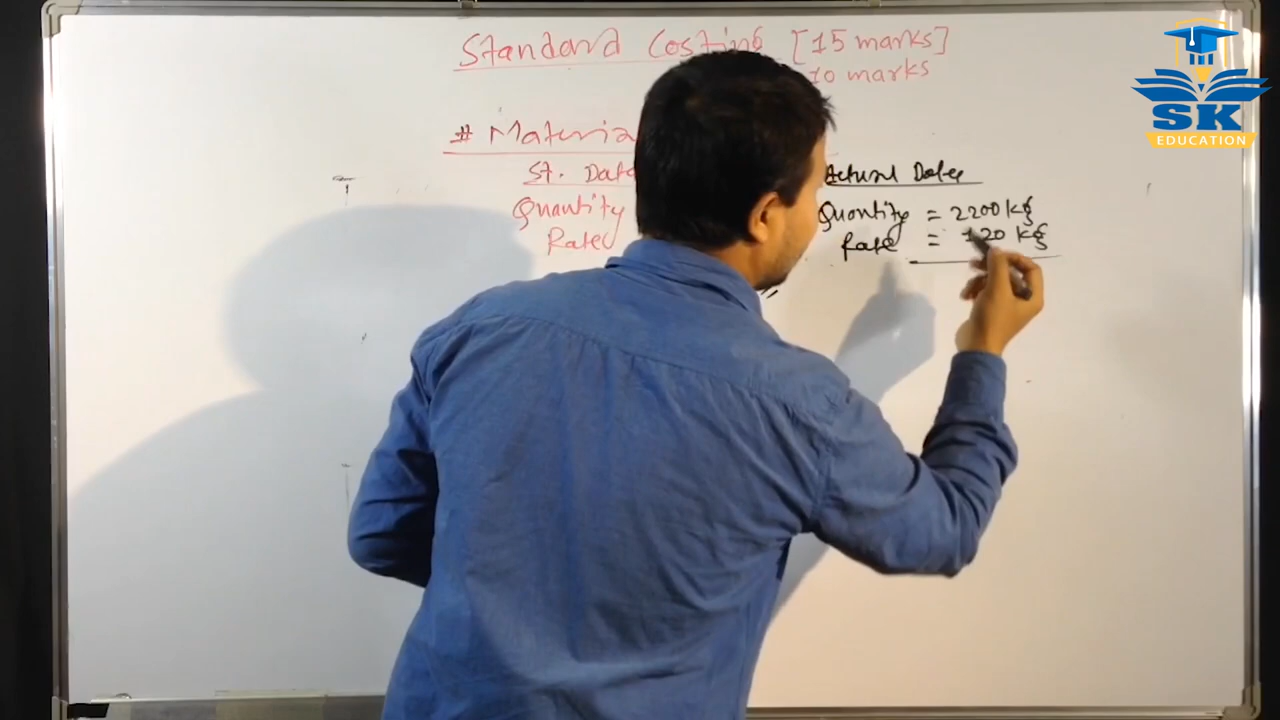 Standard Costing [15 marks]
10 marks
# Materia
St. Data
Quantity
Rate
Actual Data
Quantity = 2200 kg
Rate = 120 kg
SK
EDUCATION